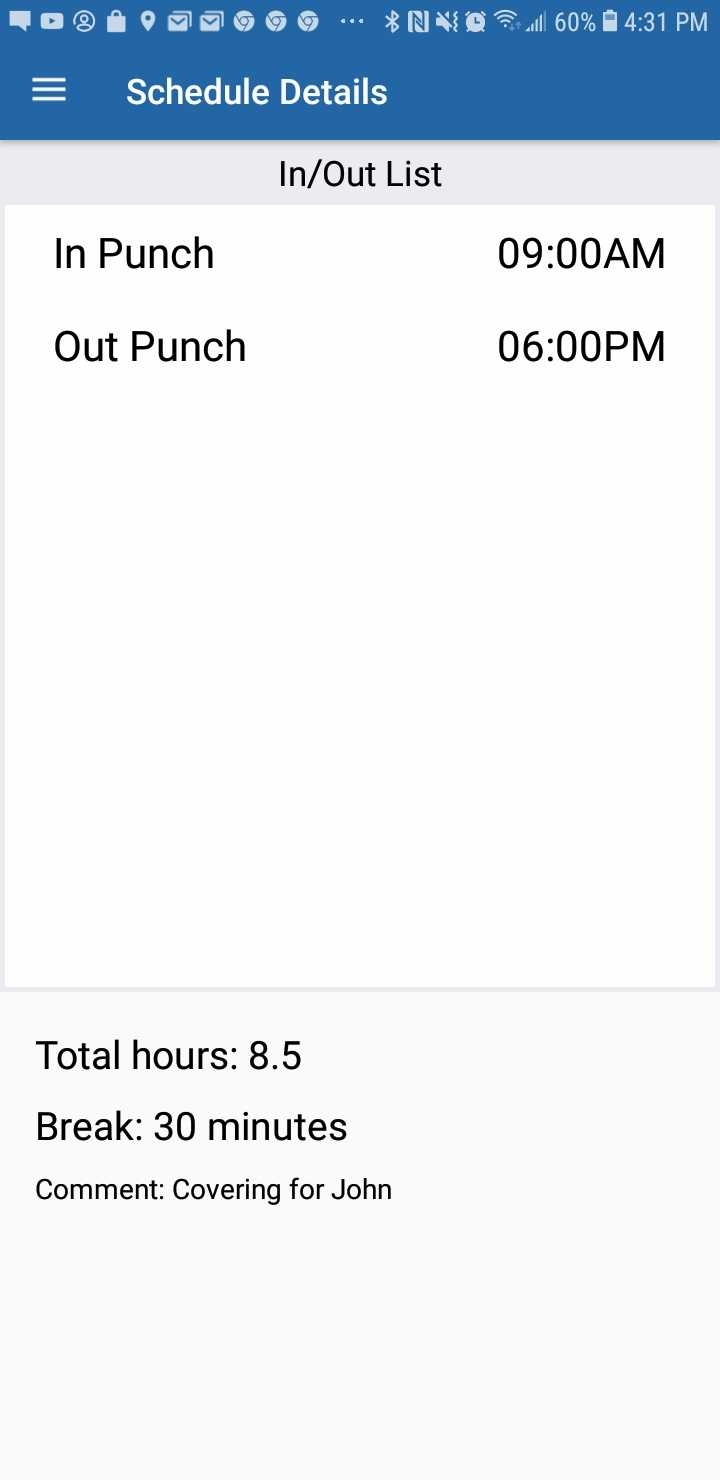 60% 4:31 PM
Schedule Details
In/Out List
In Punch 09:00AM
Out Punch 06:00PM
Total hours: 8.5
Break: 30 minutes
Comment: Covering for John